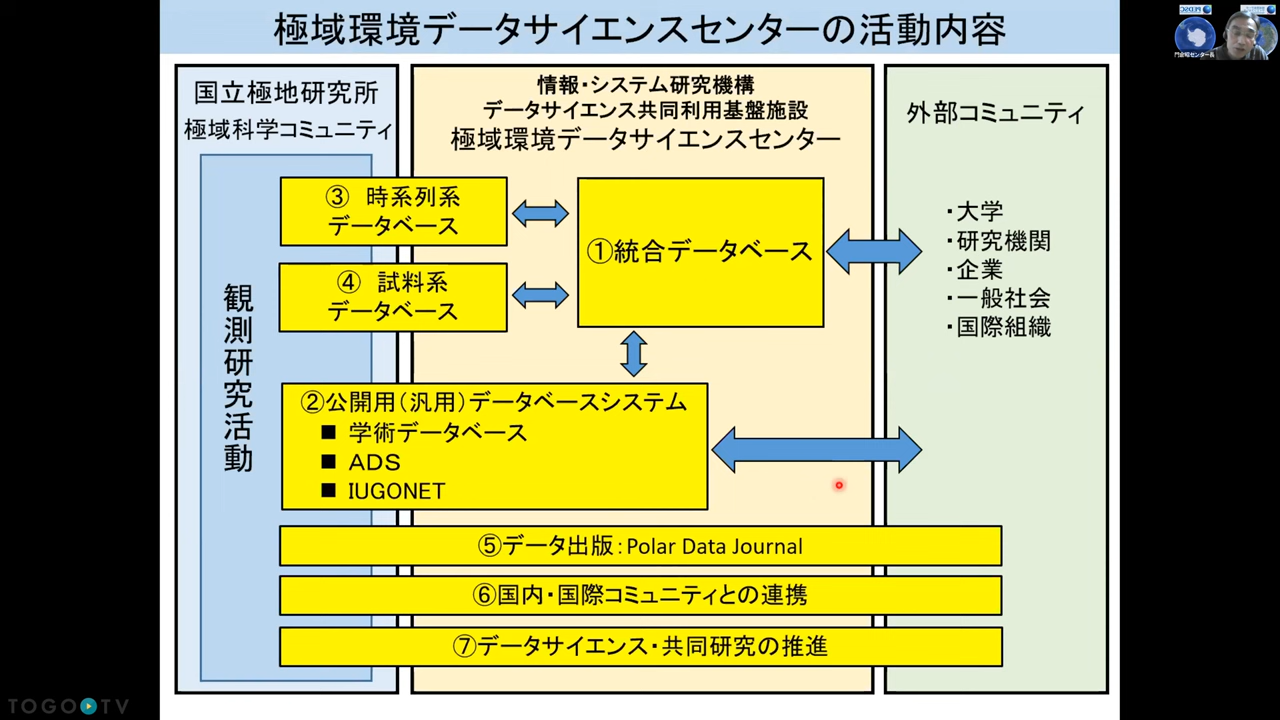 極域環境データサイエンスセンターの活動内容
国立極地研究所
極域科学コミュニティ
観測研究活動
情報・システム研究機構
データサイエンス共同利用基盤施設
極域環境データサイエンスセンター
外部コミュニティ
③ 時系列系
データベース
④ 試料系
データベース
①統合データベース
・大学
・研究機関
・企業
・一般社会
・国際組織
②公開用(汎用)データベースシステム
■ 学術データベース
■ ADS
■ IUGONET
⑤データ出版:Polar Data Journal
⑥国内・国際コミュニティとの連携
⑦データサイエンス・共同研究の推進
TOGO TV